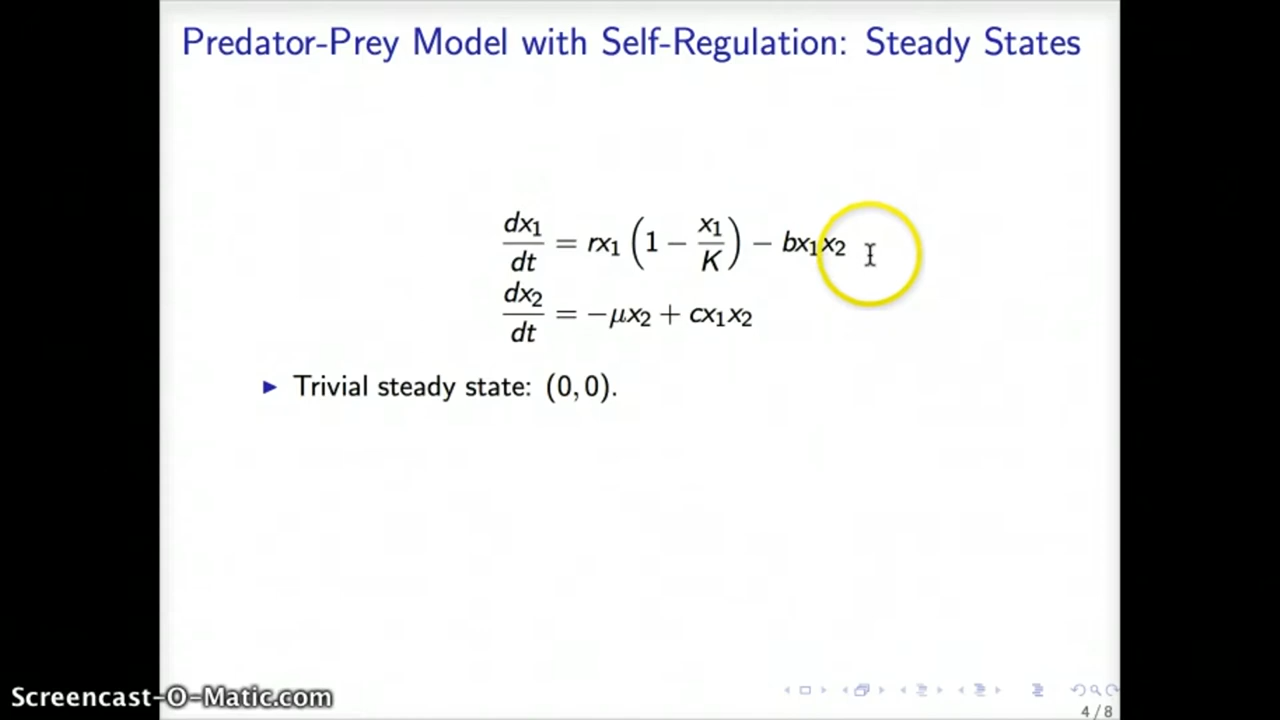 Predator-Prey Model with Self-Regulation: Steady States
dx₁/dt = rx₁ (1 − x₁/K) − bx₁x₂
dx₂/dt = −μx₂ + cx₁x₂
▶ Trivial steady state: (0, 0).
Screencast-O-Matic.com
4 / 8